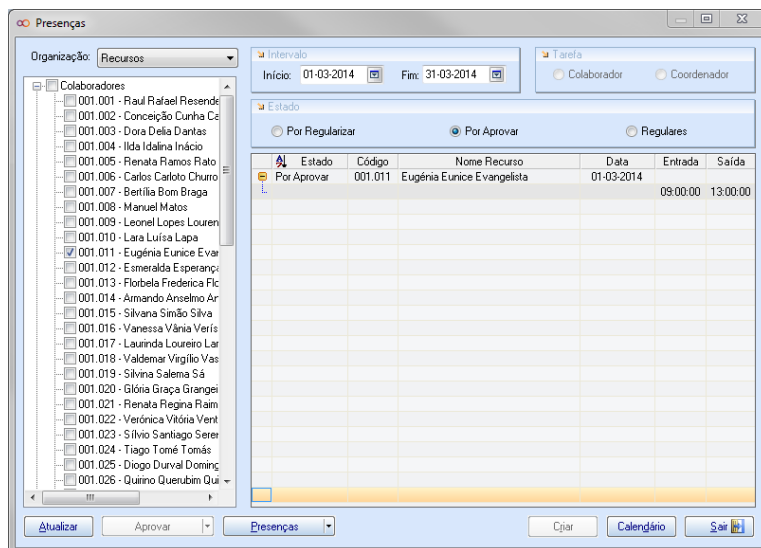 Presenças
Organização: Recursos
Colaboradores
001.001 - Raul Rafael Resende
001.002 - Conceição Cunha Ca
001.003 - Dora Delia Dantas
001.004 - Ilda Idalina Inácio
001.005 - Renata Ramos Rato
001.006 - Carlos Carloto Churro
001.007 - Bertília Bom Braga
001.008 - Manuel Matos
001.009 - Leonel Lopes Louren
001.010 - Lara Luísa Lapa
001.011 - Eugénia Eunice Evar
001.012 - Esmeralda Esperança
001.013 - Florbela Frederica Flc
001.014 - Armando Anselmo Ar
001.015 - Silvana Simão Silva
001.016 - Vanessa Vânia Verís
001.017 - Laurinda Loureiro Lar
001.018 - Valdemar Virgílio Vas
001.019 - Silvina Salema Sá
001.020 - Glória Graça Grangei
001.021 - Renata Regina Raim
001.022 - Verónica Vitória Vent
001.023 - Sílvio Santiago Serer
001.024 - Tiago Tomé Tomás
001.025 - Diogo Durval Doming
001.026 - Quirino Querubim Qui
Intervalo
Início: 01-03-2014 Fim: 31-03-2014
Tarefa
Colaborador Coordenador
Estado
Por Regularizar Por Aprovar Regulares
Estado Código Nome Recurso Data Entrada Saída
Por Aprovar 001.011 Eugénia Eunice Evangelista 01-03-2014
09:00:00 13:00:00
Atualizar Aprovar Presenças Criar Calendário Sair